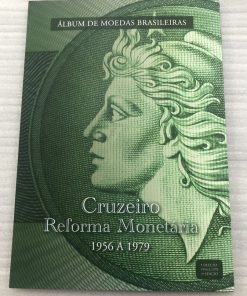 ÁLBUM DE MOEDAS BRASILEIRAS
Cruzeiro
Reforma Monetária
1956 A 1979